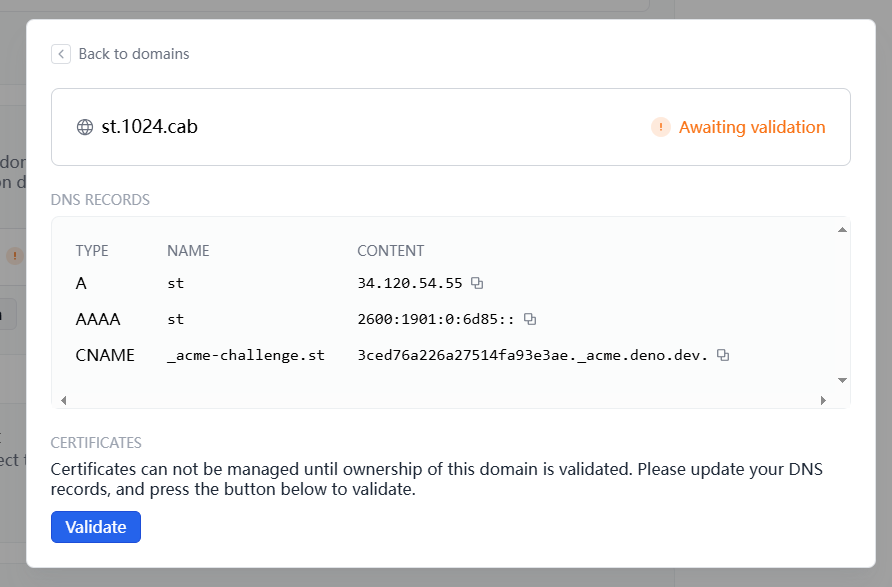 Back to domains
st.1024.cab
! Awaiting validation
DNS RECORDS
TYPE NAME CONTENT
A st 34.120.54.55
AAAA st 2600:1901:0:6d85::
CNAME _acme-challenge.st 3ced76a226a27514fa93e3ae._acme.deno.dev.
CERTIFICATES
Certificates can not be managed until ownership of this domain is validated. Please update your DNS
records, and press the button below to validate.
Validate